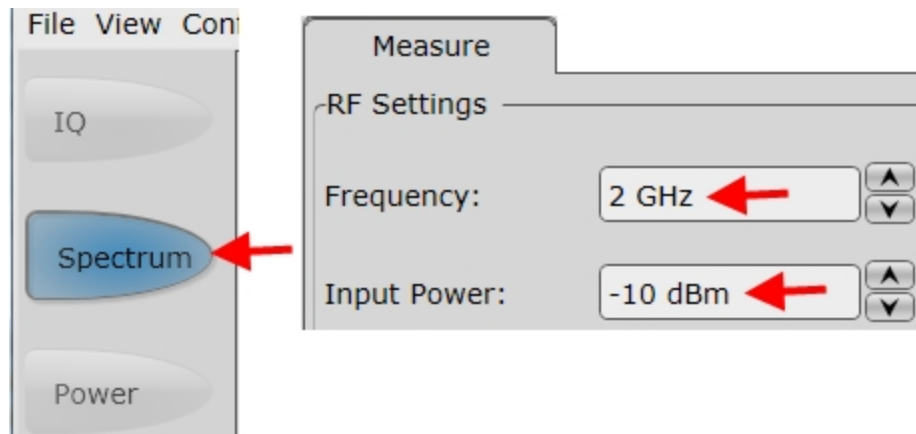 File View
IQ
Spectrum
Power
Measure
RF Settings
Frequency:
2 GHz
Input Power:
-10 dBm